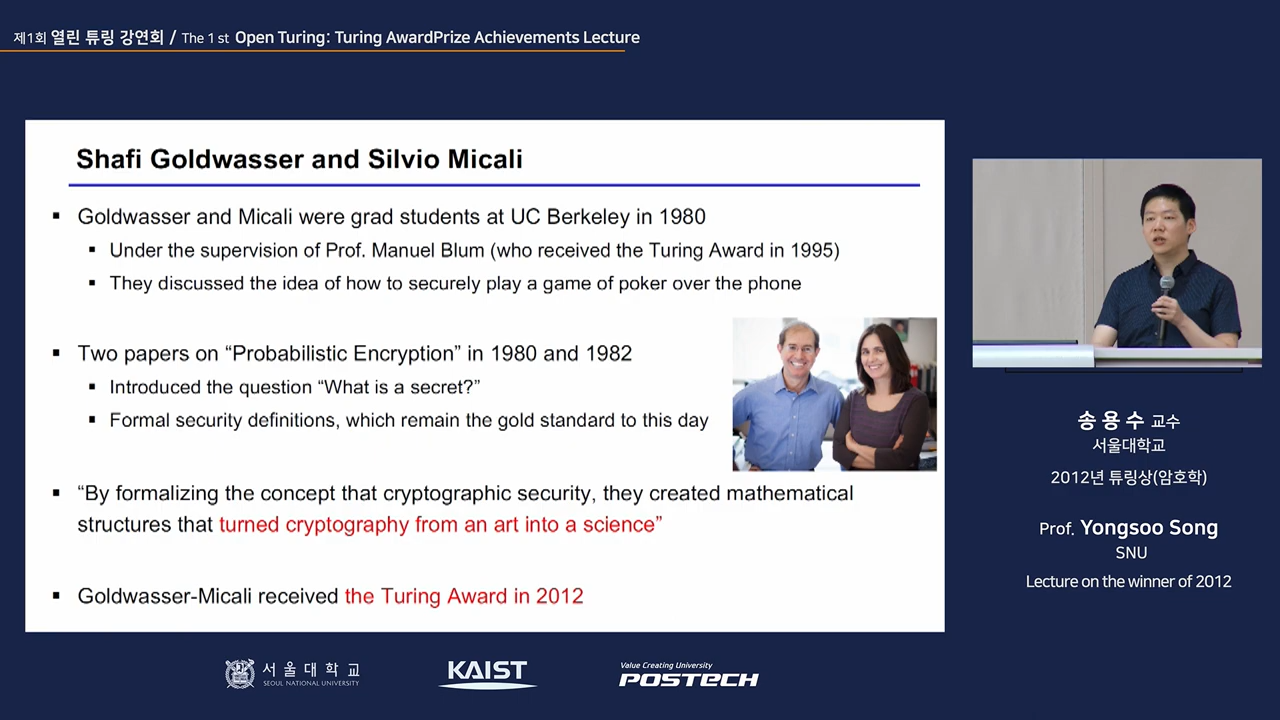 제1회 열린 튜링 강연회 / The 1 st Open Turing: Turing AwardPrize Achievements Lecture
Shafi Goldwasser and Silvio Micali
▪ Goldwasser and Micali were grad students at UC Berkeley in 1980
▪ Under the supervision of Prof. Manuel Blum (who received the Turing Award in 1995)
▪ They discussed the idea of how to securely play a game of poker over the phone
▪ Two papers on “Probabilistic Encryption” in 1980 and 1982
▪ Introduced the question “What is a secret?”
▪ Formal security definitions, which remain the gold standard to this day
▪ “By formalizing the concept that cryptographic security, they created mathematical
structures that turned cryptography from an art into a science”
▪ Goldwasser-Micali received the Turing Award in 2012
송용수 교수
서울대학교
2012년 튜링상(암호학)
Prof. Yongsoo Song
SNU
Lecture on the winner of 2012
서울대학교
SEOUL NATIONAL UNIVERSITY
KAIST
Value Creating University
POSTECH